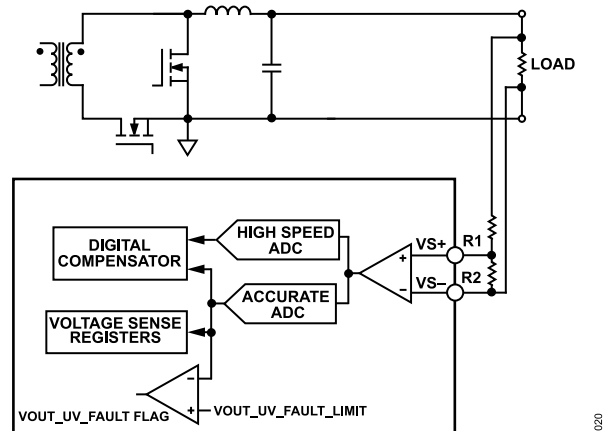 LOAD
HIGH SPEED
ADC
DIGITAL
COMPENSATOR
VS+
R1
+
ACCURATE
ADC
VS–
R2
–
VOLTAGE SENSE
REGISTERS
–
+
VOUT_UV_FAULT FLAG
VOUT_UV_FAULT_LIMIT
020